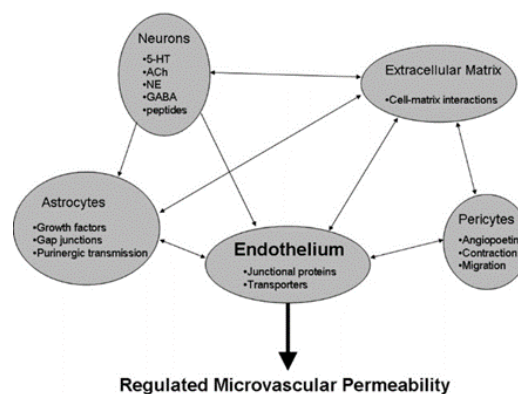 Neurons
•5-HT
•ACh
•NE
•GABA
•peptides
Extracellular Matrix
•Cell-matrix interactions
Astrocytes
•Growth factors
•Gap junctions
•Purinergic transmission
Endothelium
•Junctional proteins
•Transporters
Pericytes
•Angiopoetin
•Contraction
•Migration
Regulated Microvascular Permeability